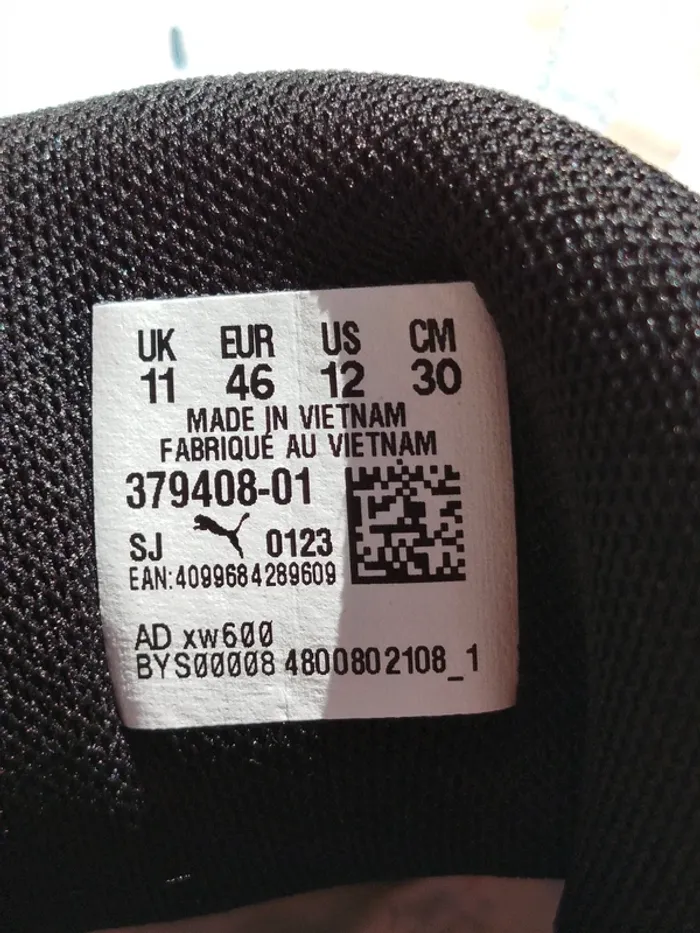 UK EUR US CM
11 46 12 30
MADE IN VIETNAM
FABRIQUÉ AU VIETNAM
379408-01
SJ 0123
EAN:4099684289609
AD xw600
BYS00008 4800802108_1